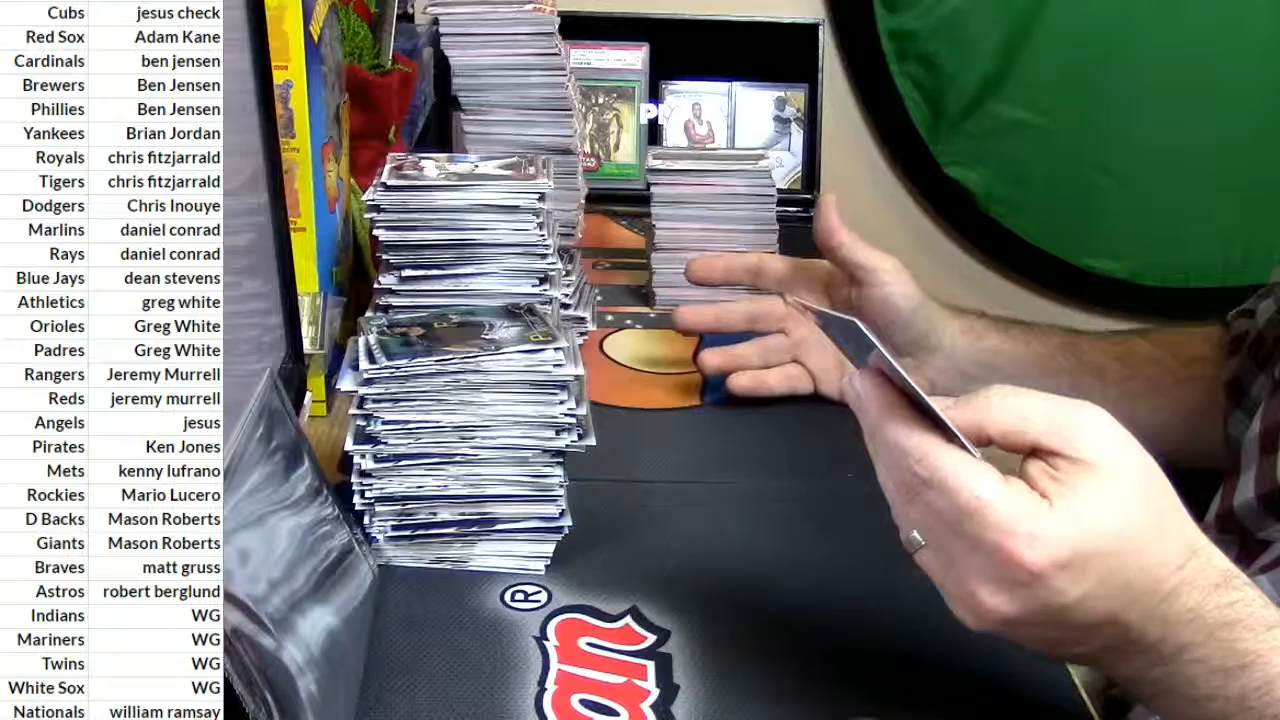 Cubs jesus check
Red Sox Adam Kane
Cardinals ben jensen
Brewers Ben Jensen
Phillies Ben Jensen
Yankees Brian Jordan
Royals chris fitzjarrald
Tigers chris fitzjarrald
Dodgers Chris Inouye
Marlins daniel conrad
Rays daniel conrad
Blue Jays dean stevens
Athletics greg white
Orioles Greg White
Padres Greg White
Rangers Jeremy Murrell
Reds jeremy murrell
Angels jesus
Pirates Ken Jones
Mets kenny lufrano
Rockies Mario Lucero
D Backs Mason Roberts
Giants Mason Roberts
Braves matt gruss
Astros robert berglund
Indians WG
Mariners WG
Twins WG
White Sox WG
Nationals william ramsay
®
an